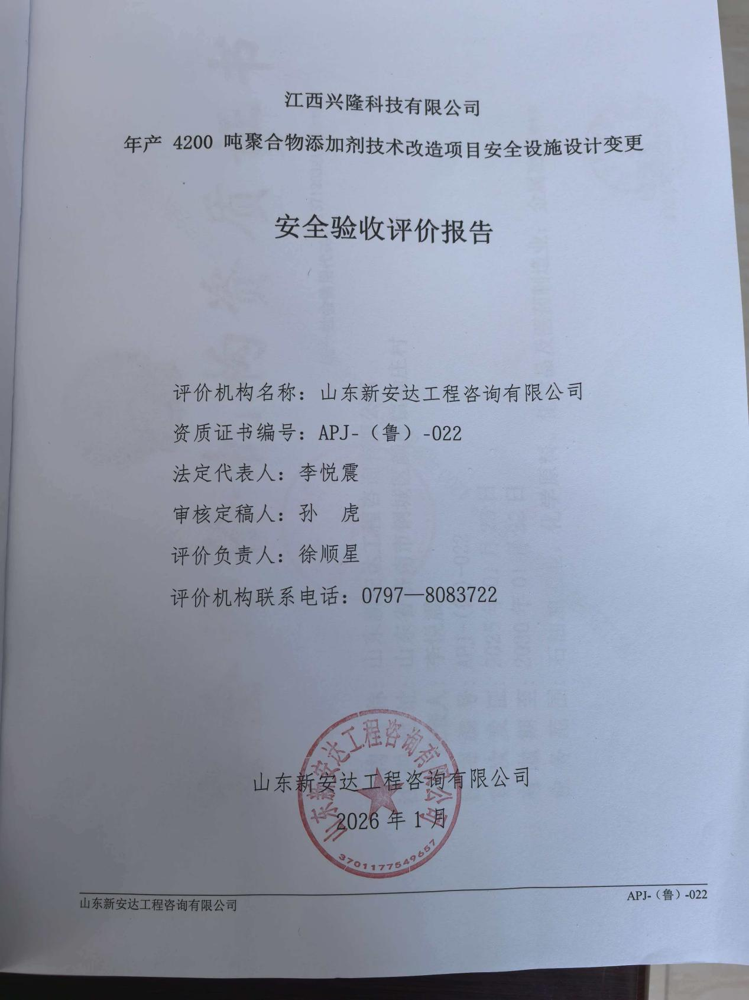 江西兴隆科技有限公司
年产 4200 吨聚合物添加剂技术改造项目安全设施设计变更
安全验收评价报告
评价机构名称：山东新安达工程咨询有限公司
资质证书编号：APJ-（鲁）-022
法定代表人：李悦震
审核定稿人：孙　虎
评价负责人：徐顺星
评价机构联系电话：0797—8083722
山东新安达工程咨询有限公司
山东新安达工程咨询有限公司
2026 年 1 月
3701177549657
山东新安达工程咨询有限公司
APJ-（鲁）-022